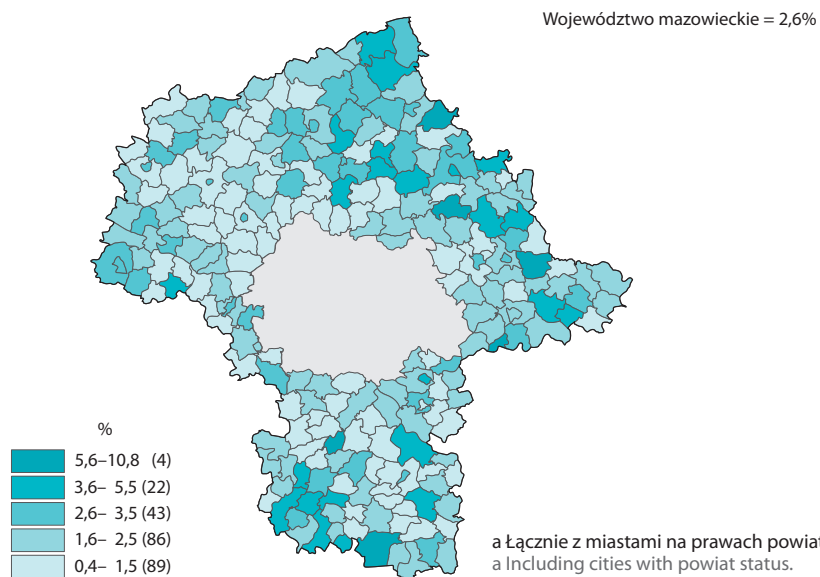 Województwo mazowieckie = 2,6%
%
5,6–10,8 (4)
3,6– 5,5 (22)
2,6– 3,5 (43)
1,6– 2,5 (86)
0,4– 1,5 (89)
a Łącznie z miastami na prawach powiat
a Including cities with powiat status.